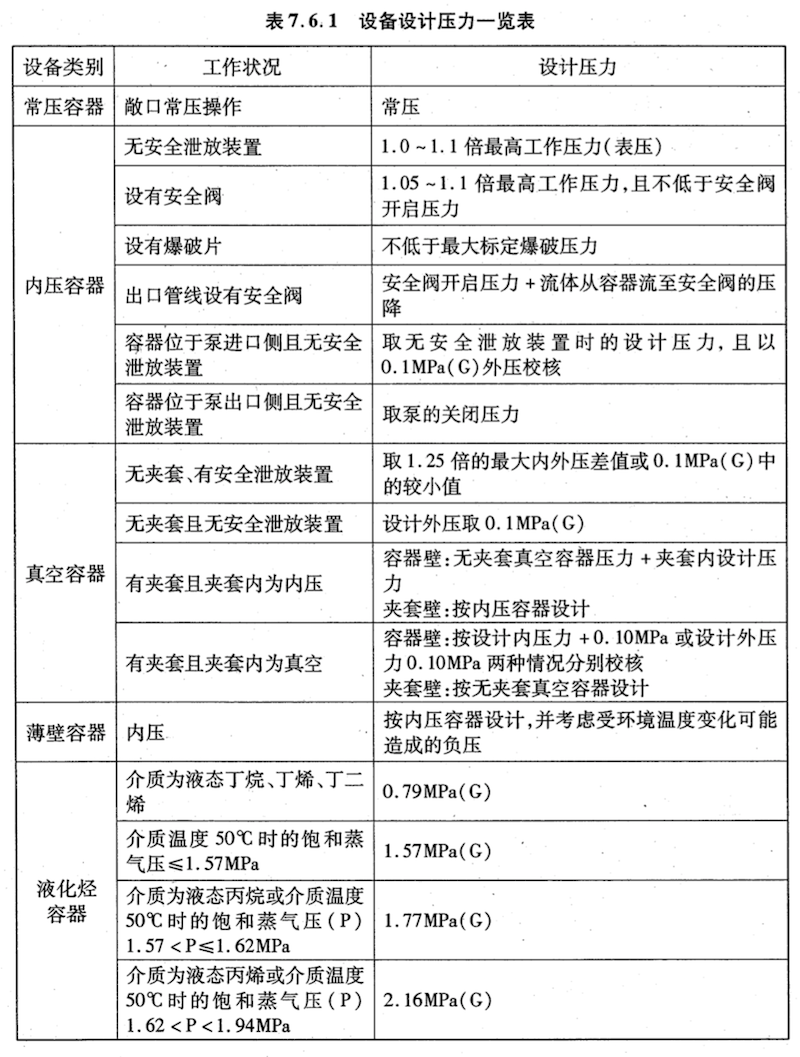 表7.6.1 设备设计压力一览表
设备类别 工作状况 设计压力
常压容器 敞口常压操作 常压
内压容器
无安全泄放装置 1.0~1.1倍最高工作压力(表压)
设有安全阀
1.05~1.1倍最高工作压力,且不低于安全阀
开启压力
设有爆破片 不低于最大标定爆破压力
出口管线设有安全阀
安全阀开启压力+流体从容器流至安全阀的压
降
容器位于泵进口侧且无安全
泄放装置
取无安全泄放装置时的设计压力,且以
0.1MPa(G)外压校核
容器位于泵出口侧且无安全
泄放装置
取泵的关闭压力
真空容器
无夹套、有安全泄放装置
取1.25倍的最大内外压差值或0.1MPa(G)中
的较小值
无夹套且无安全泄放装置 设计外压取0.1MPa(G)
有夹套且夹套内为内压
容器壁:无夹套真空容器压力+夹套内设计压
力
夹套壁:按内压容器设计
有夹套且夹套内为真空
容器壁:按设计内压力+0.10MPa或设计外压
力0.10MPa两种情况分别校核
夹套壁:按无夹套真空容器设计
薄壁容器 内压
按内压容器设计,并考虑受环境温度变化可能
造成的负压
液化烃
容器
介质为液态丁烷、丁烯、丁二
烯
0.79MPa(G)
介质温度50℃时的饱和蒸
气压≤1.57MPa
1.57MPa(G)
介质为液态丙烷或介质温度
50℃时的饱和蒸气压(P)
1.57<P≤1.62MPa
1.77MPa(G)
介质为液态丙烯或介质温度
50℃时的饱和蒸气压(P)
1.62<P<1.94MPa
2.16MPa(G)